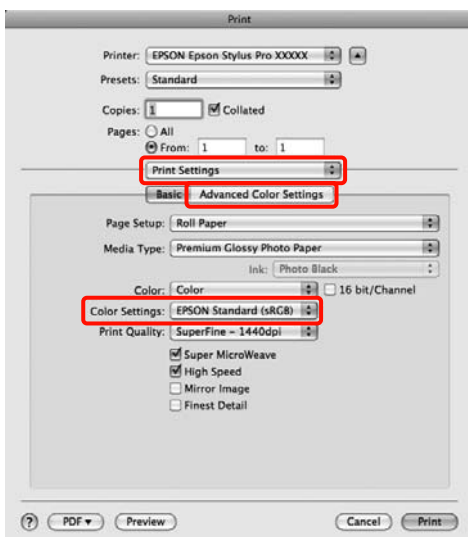 Print
Printer: EPSON Epson Stylus Pro XXXXX
Presets: Standard
Copies: 1 Collated
Pages: All
From: 1 to: 1
Print Settings
Basic Advanced Color Settings
Page Setup: Roll Paper
Media Type: Premium Glossy Photo Paper
Ink: Photo Black
Color: Color 16 bit/Channel
Color Settings: EPSON Standard (sRGB)
Print Quality: SuperFine - 1440dpi
Super MicroWeave
High Speed
Mirror Image
Finest Detail
? PDF Preview Cancel Print